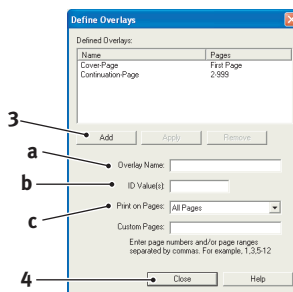 Define Overlays
Defined Overlays:
Name Pages
Cover-Page First Page
Continuation-Page 2-999
3
Add Apply Remove
a
Overlay Name:
b
ID Value(s):
c
Print on Pages: All Pages
Custom Pages:
Enter page numbers and/or page ranges
separated by commas. For example, 1,3,5-12
4
Close Help